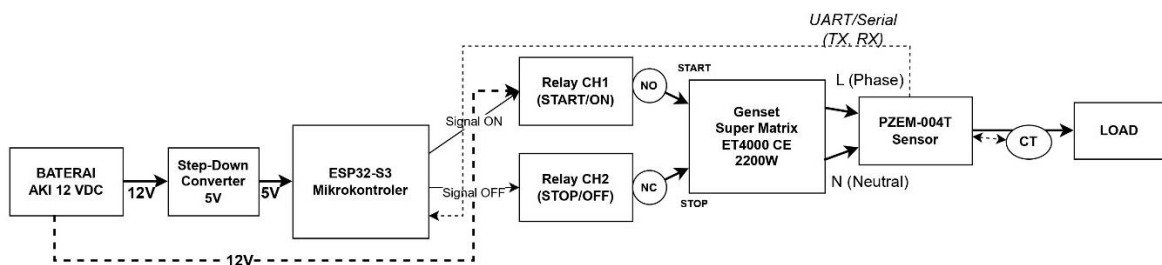 UART/Serial
(TX, RX)
Relay CH1
(START/ON)
NO
START
L (Phase)
Signal ON
Genset
Super Matrix
ET4000 CE
2200W
PZEM-004T
Sensor
LOAD
CT
ESP32-S3
Mikrokontroler
BATERAI
AKI 12 VDC
12V
Step-Down
Converter
5V
5V
Signal OFF
Relay CH2
(STOP/OFF)
NC
STOP
N (Neutral)
12V